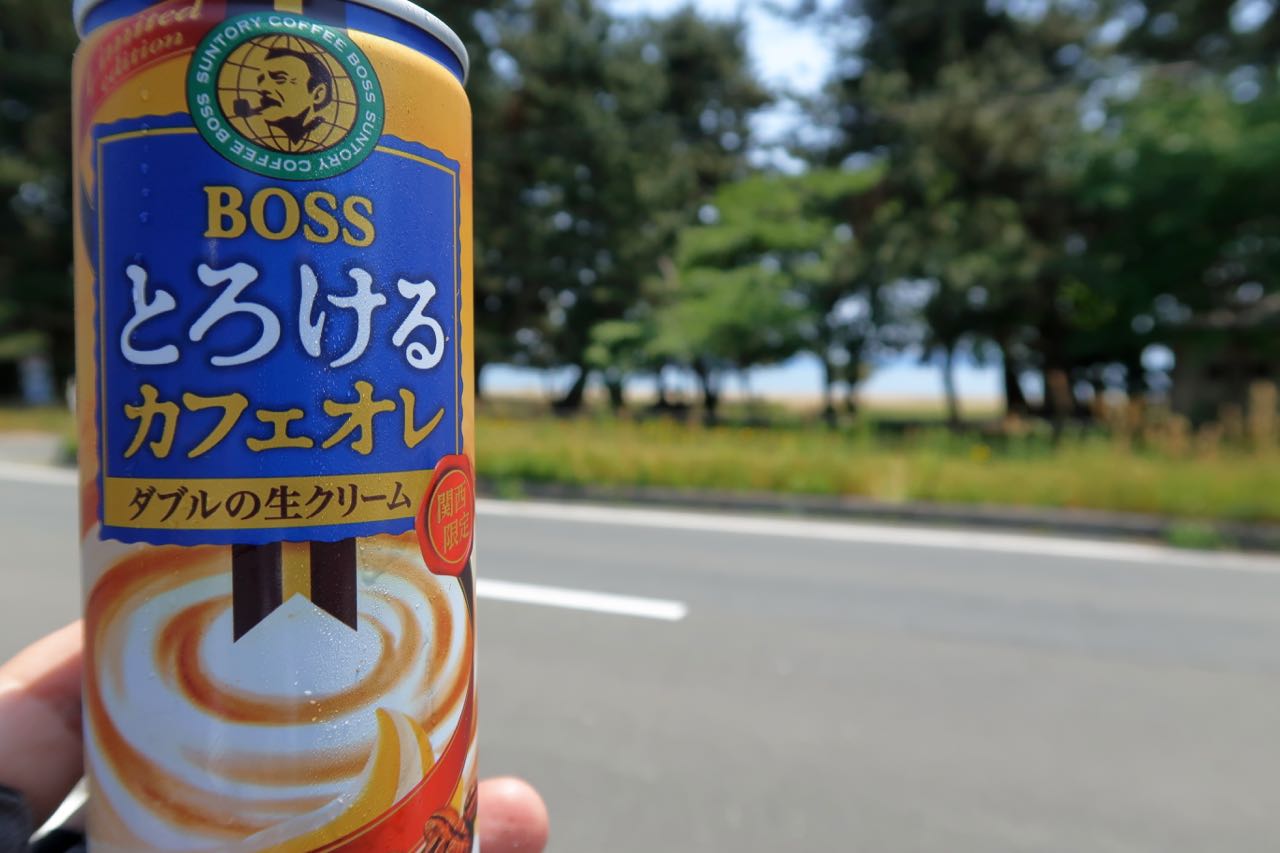 Limited
edition
SUNTORY COFFEE BOSS SUNTORY COFFEE BOSS
BOSS
とろける
カフェオレ
ダブルの生クリーム
関西
限定